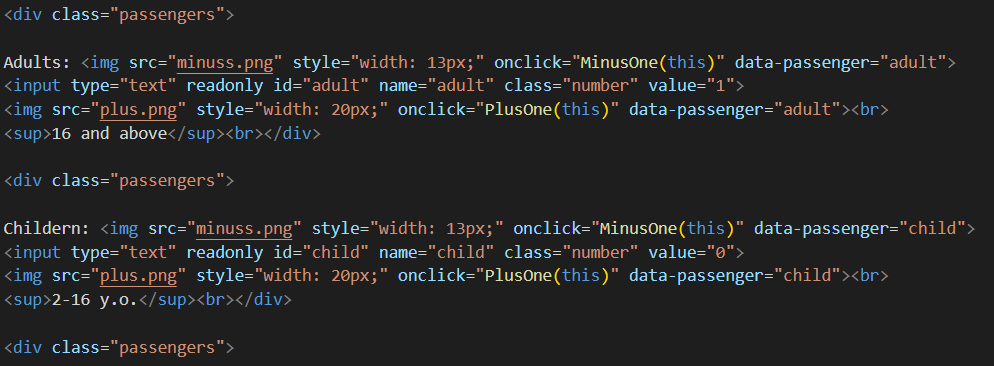 <div class="passengers">
Adults: <img src="minuss.png" style="width: 13px;" onclick="MinusOne(this)" data-passenger="adult">
<input type="text" readonly id="adult" name="adult" class="number" value="1">
<img src="plus.png" style="width: 20px;" onclick="PlusOne(this)" data-passenger="adult"><br>
<sup>16 and above</sup><br></div>
<div class="passengers">
Childern: <img src="minuss.png" style="width: 13px;" onclick="MinusOne(this)" data-passenger="child">
<input type="text" readonly id="child" name="child" class="number" value="0">
<img src="plus.png" style="width: 20px;" onclick="PlusOne(this)" data-passenger="child"><br>
<sup>2-16 y.o.</sup><br></div>
<div class="passengers">